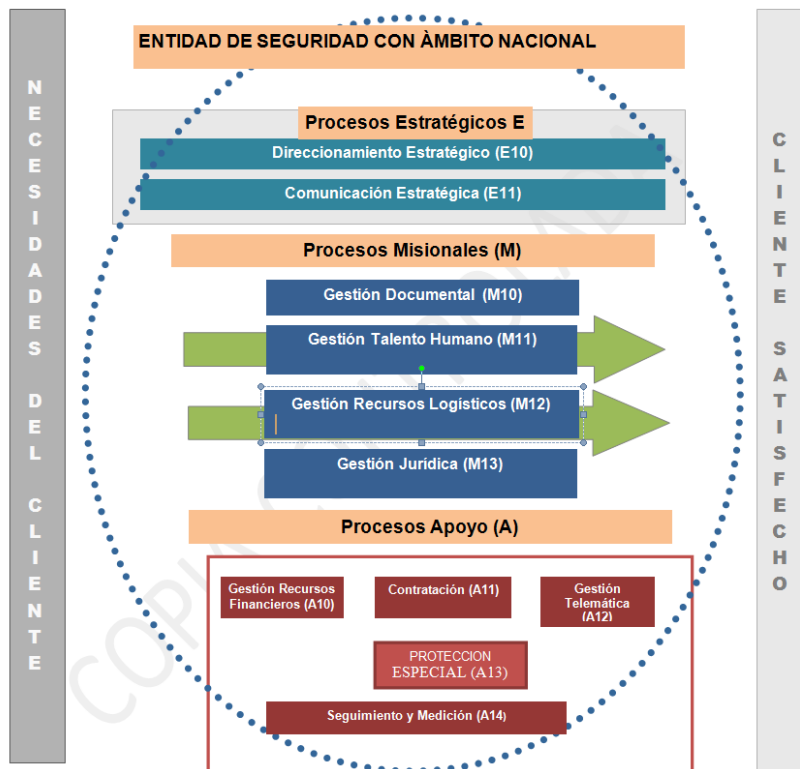 ENTIDAD DE SEGURIDAD CON ÀMBITO NACIONAL
NECESIDADES DEL CLIENTE
Procesos Estratégicos E
Direccionamiento Estratégico (E10)
Comunicación Estratégica (E11)
Procesos Misionales (M)
Gestión Documental (M10)
Gestión Talento Humano (M11)
Gestión Recursos Logísticos (M12)
Gestión Jurídica (M13)
Procesos Apoyo (A)
Gestión Recursos
Financieros (A10)
Contratación (A11)
Gestión
Telemática
(A12)
PROTECCION
ESPECIAL (A13)
Seguimiento y Medición (A14)
CLIENTE SATISFECHO
COPIA